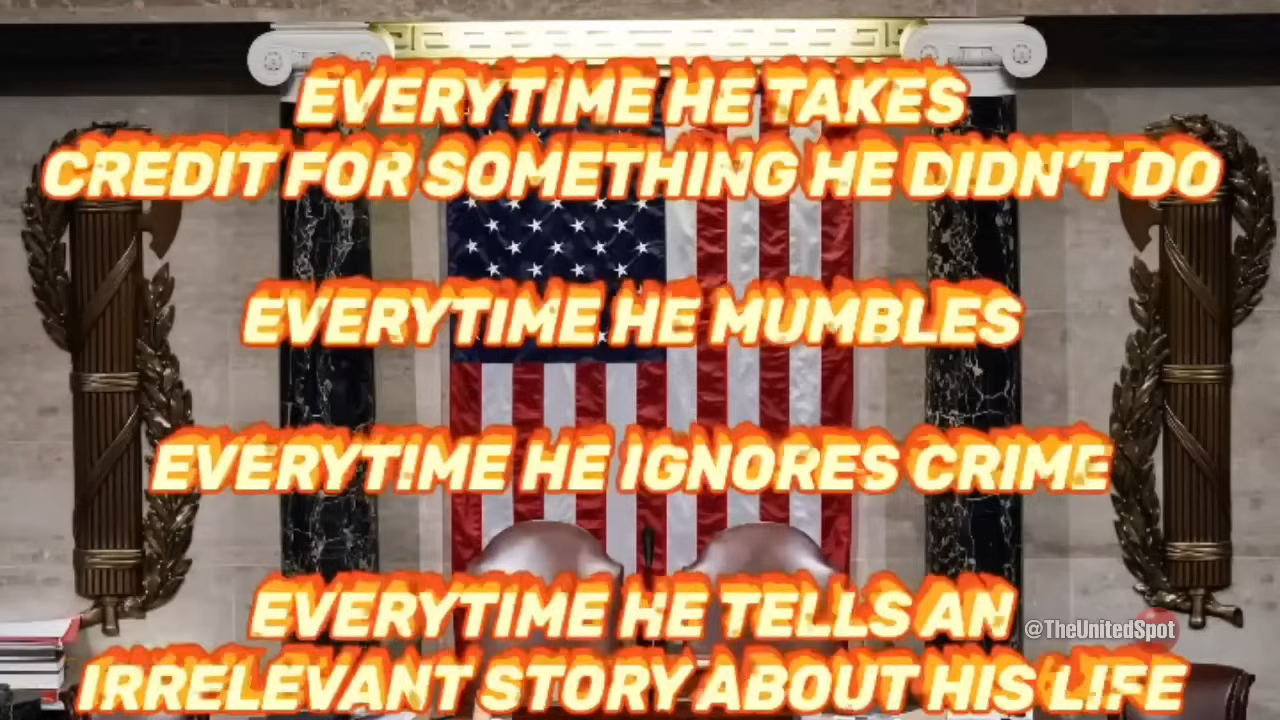 EVERYTIME HE TAKES
CREDIT FOR SOMETHING HE DIDN'T DO
EVERYTIME HE MUMBLES
EVERYTIME HE IGNORES CRIME
EVERYTIME HE TELLS AN
@TheUnitedSpot
IRRELEVANT STORY ABOUT HIS LIFE